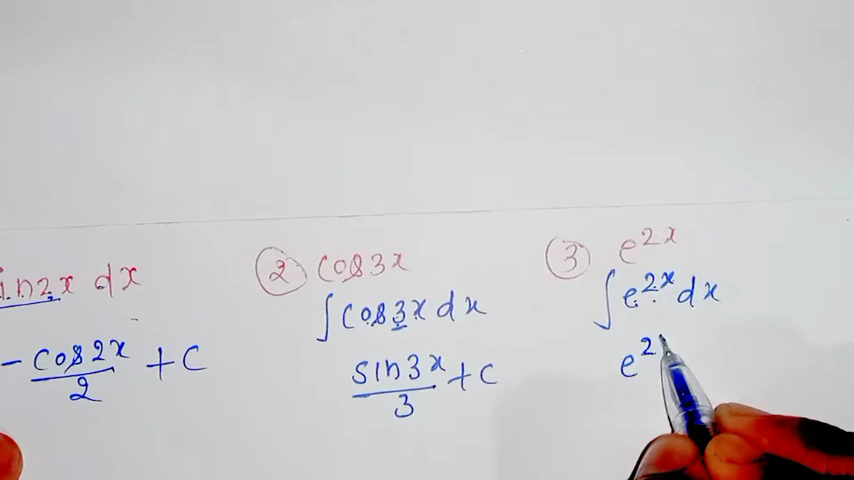 in2x dx
-cos2x/2 + C
② cos3x
∫cos3x dx
sin3x/3 + C
③ e^2x
∫e^2x dx
e^2